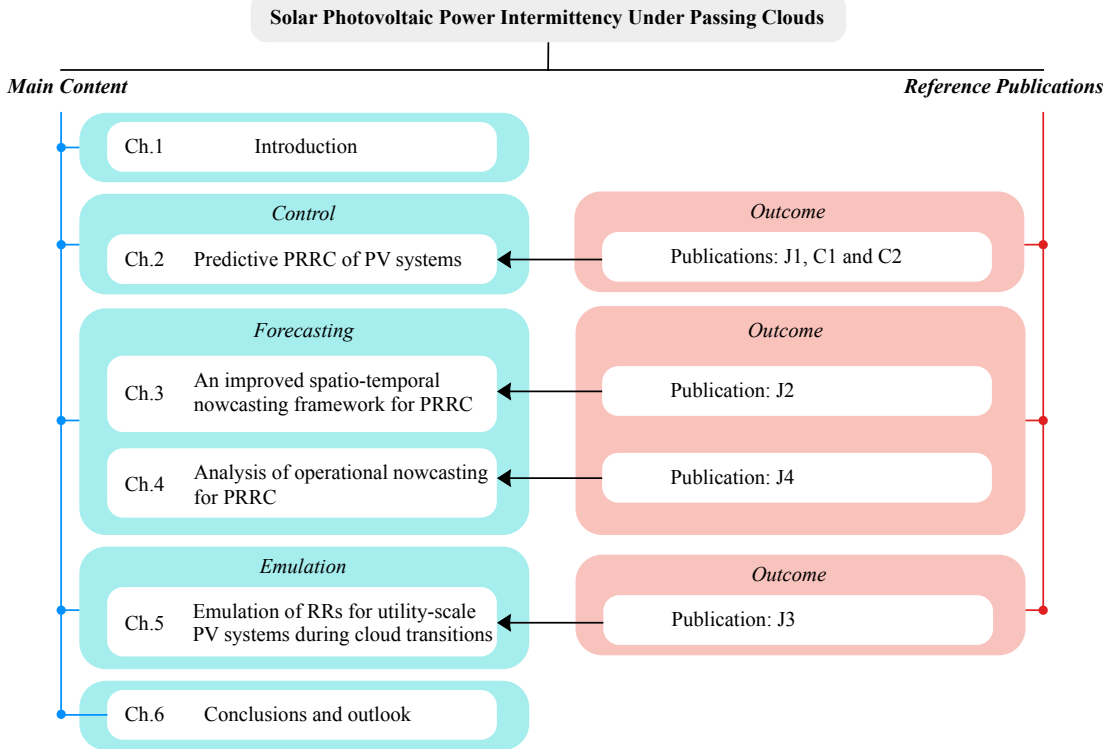 Solar Photovoltaic Power Intermittency Under Passing Clouds
Main Content
Reference Publications
Ch.1 Introduction
Control
Ch.2 Predictive PRRC of PV systems
Outcome
Publications: J1, C1 and C2
Forecasting
Ch.3 An improved spatio-temporal
nowcasting framework for PRRC
Ch.4 Analysis of operational nowcasting
for PRRC
Outcome
Publication: J2
Publication: J4
Emulation
Ch.5 Emulation of RRs for utility-scale
PV systems during cloud transitions
Outcome
Publication: J3
Ch.6 Conclusions and outlook